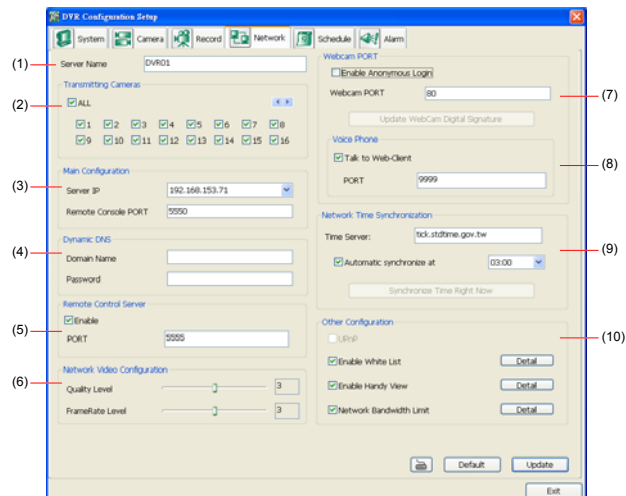 DVR Configuration Setup
System Camera Record Network Schedule Alarm
(1)
Server Name DVR01
(2)
Transmitting Cameras
ALL
1 2 3 4 5 6 7 8
9 10 11 12 13 14 15 16
(3)
Main Configuration
Server IP 192.168.153.71
Remote Console PORT 5550
(4)
Dynamic DNS
Domain Name
Password
(5)
Remote Control Server
Enable
PORT 5555
(6)
Network Video Configuration
Quality Level 3
FrameRate Level 3
Webcam PORT
Enable Anonymous Login
Webcam PORT 80
(7)
Update WebCam Digital Signature
Voice Phone
Talk to Web-Client
(8)
PORT 9999
Network Time Synchronization
Time Server: tick.stdtime.gov.tw
(9)
Automatic synchronize at 03:00
Synchronize Time Right Now
Other Configuration
(10)
UPnP
Enable White List Detail
Enable Handy View Detail
Network Bandwidth Limit Detail
Default Update
Exit